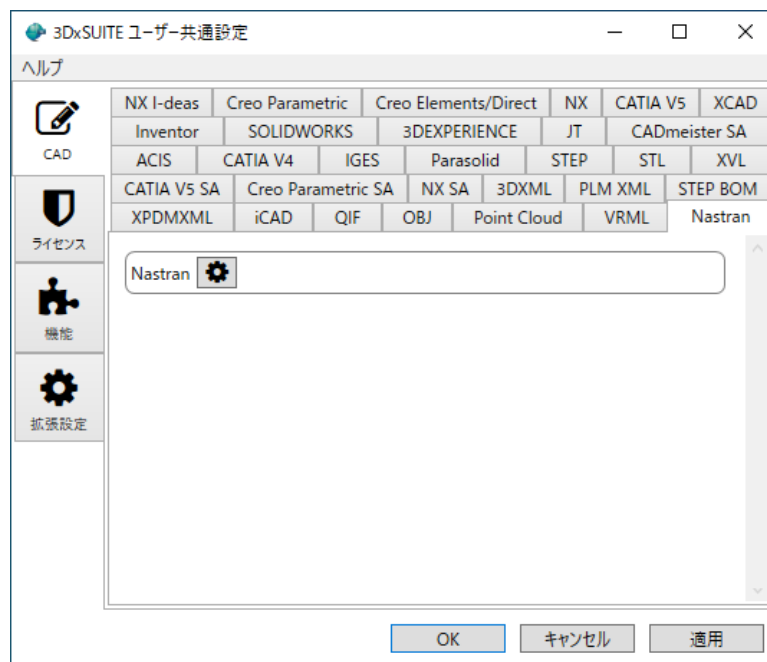 3DxSUITE ユーザー共通設定
ヘルプ
CAD
ライセンス
機能
拡張設定
NX I-deas Creo Parametric Creo Elements/Direct NX CATIA V5 XCAD
Inventor SOLIDWORKS 3DEXPERIENCE JT CADmeister SA
ACIS CATIA V4 IGES Parasolid STEP STL XVL
CATIA V5 SA Creo Parametric SA NX SA 3DXML PLM XML STEP BOM
XPDMXML iCAD QIF OBJ Point Cloud VRML Nastran
Nastran
OK キャンセル 適用